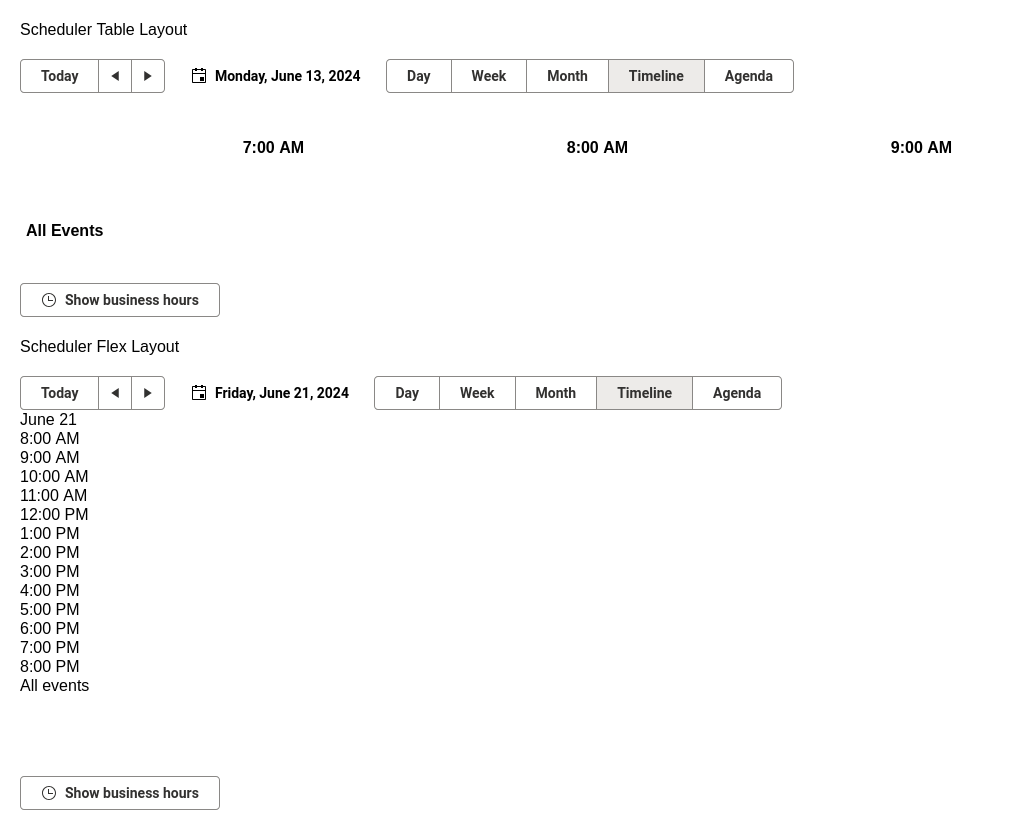 Scheduler Table Layout
Today Monday, June 13, 2024 Day Week Month Timeline Agenda
7:00 AM 8:00 AM 9:00 AM
All Events
Show business hours
Scheduler Flex Layout
Today Friday, June 21, 2024 Day Week Month Timeline Agenda
June 21
8:00 AM
9:00 AM
10:00 AM
11:00 AM
12:00 PM
1:00 PM
2:00 PM
3:00 PM
4:00 PM
5:00 PM
6:00 PM
7:00 PM
8:00 PM
All events
Show business hours